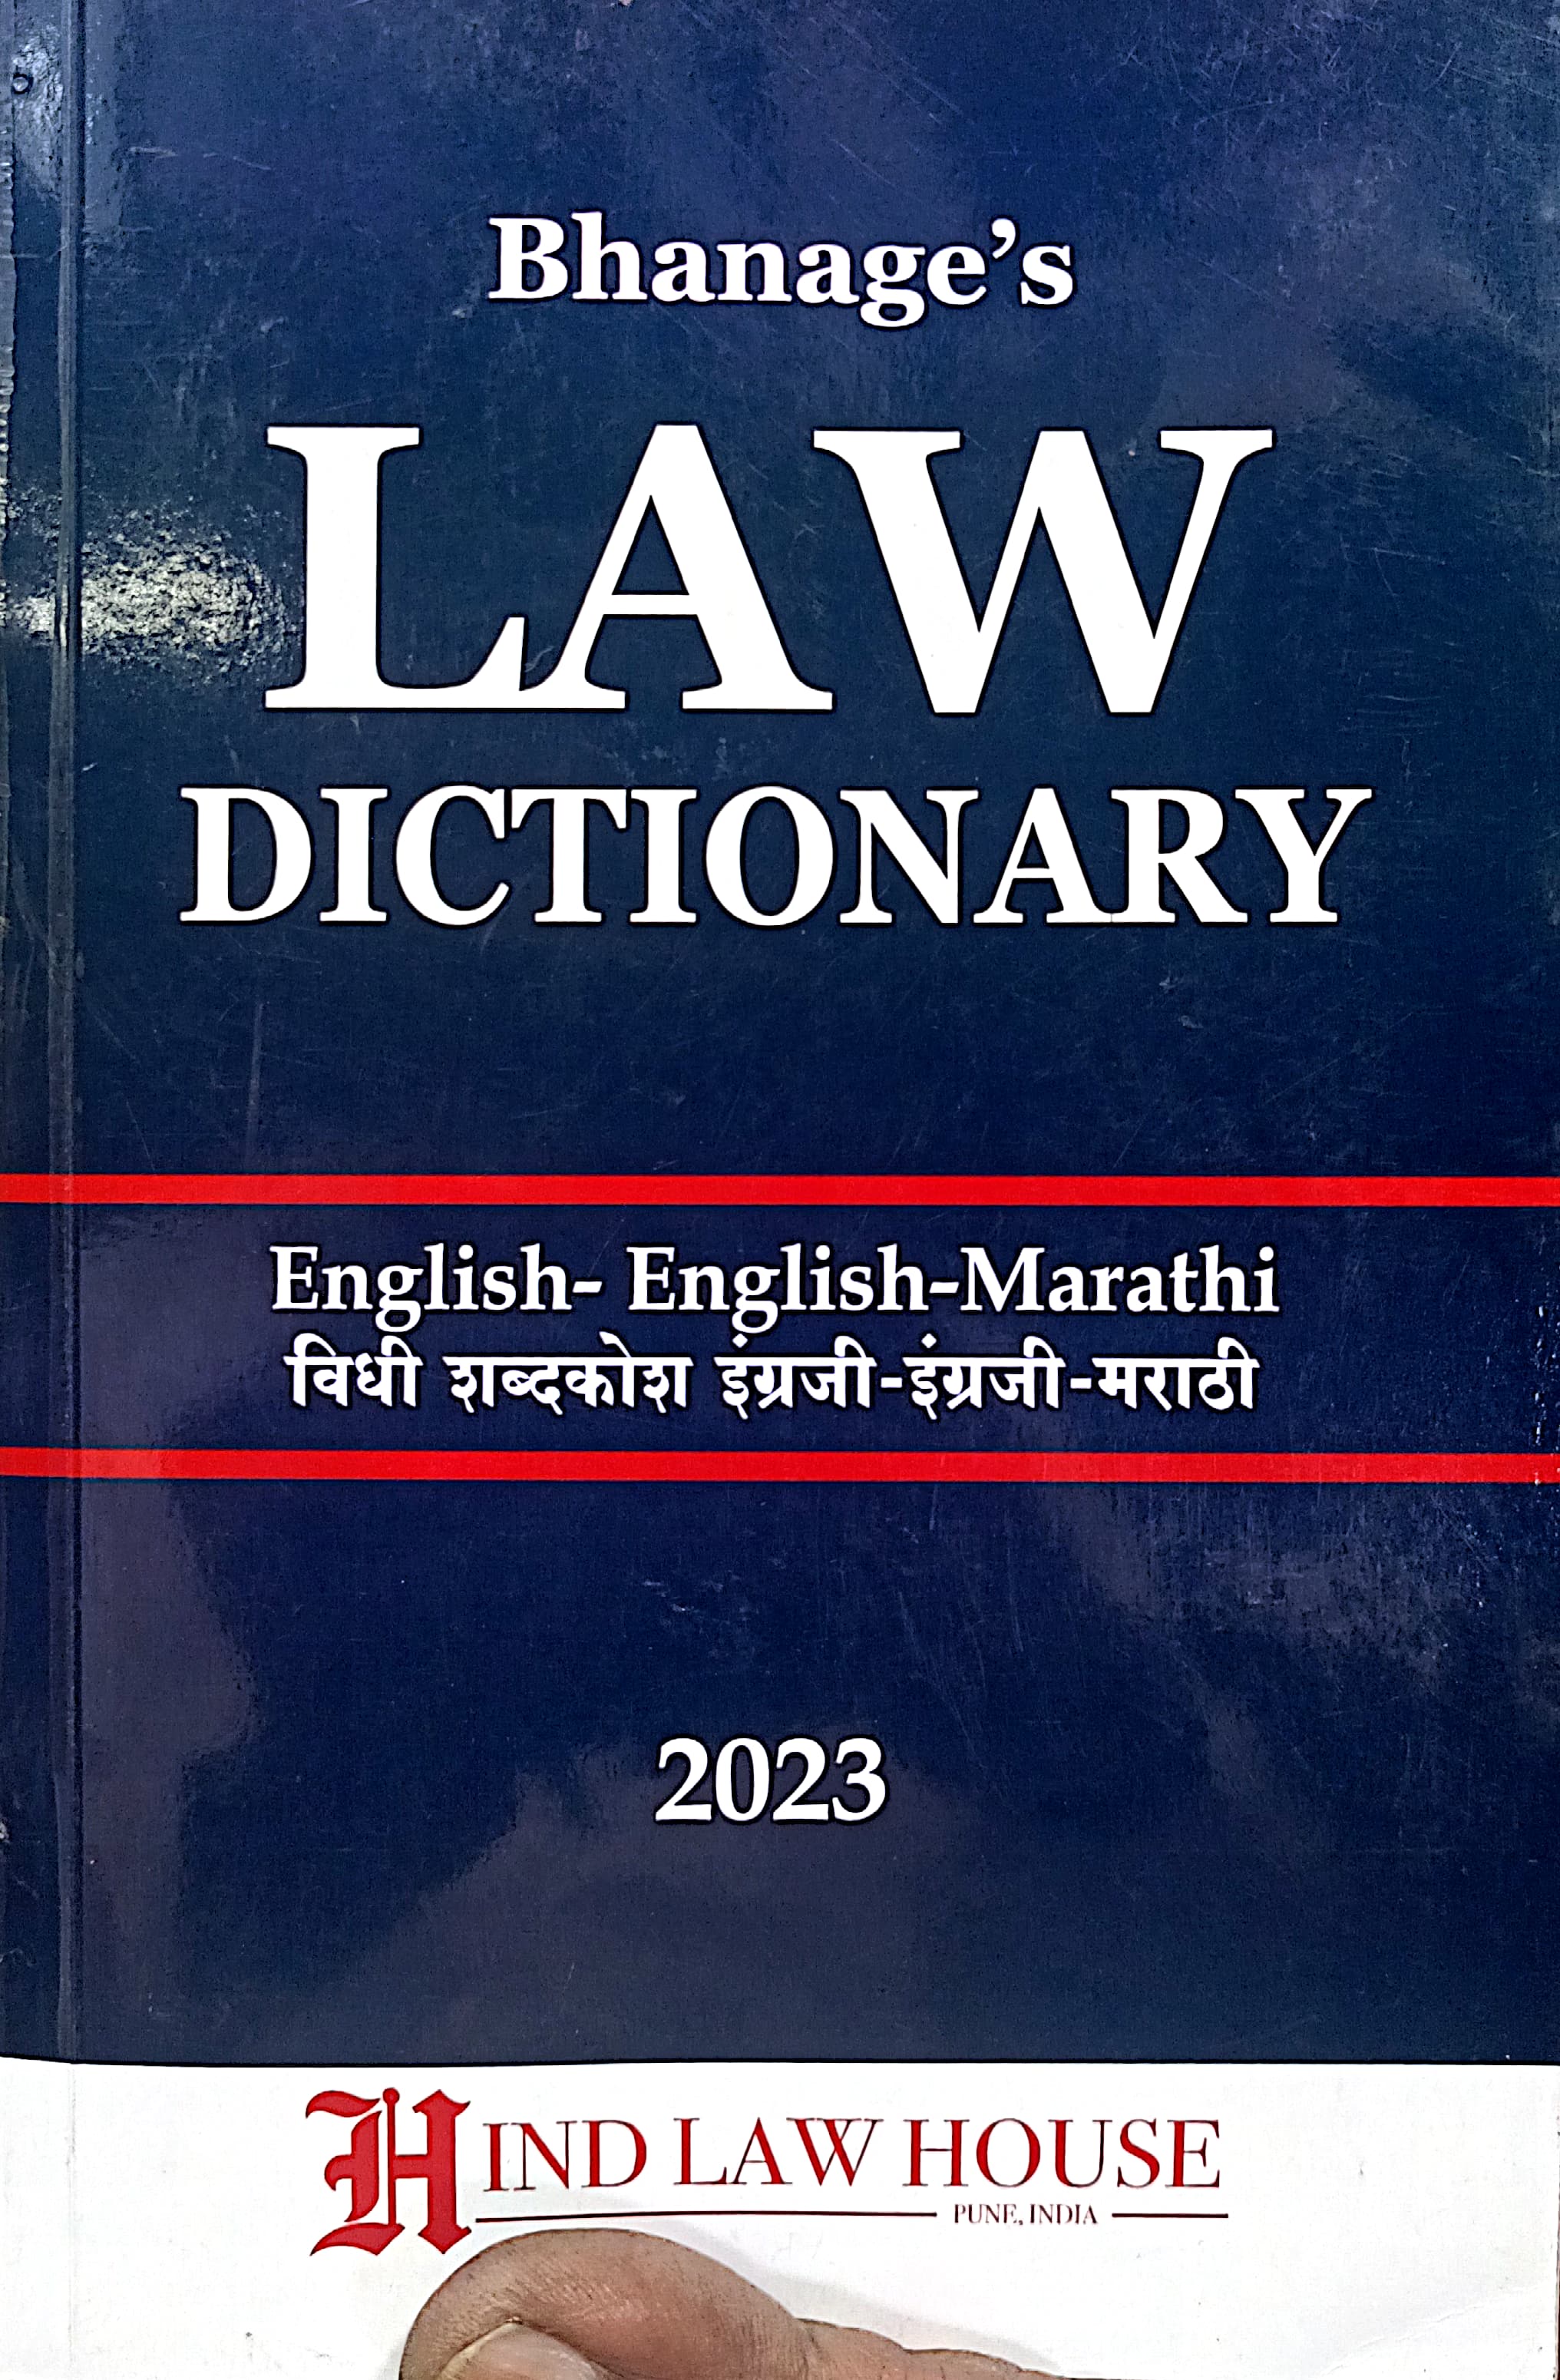 Bhanage’s
LAW
DICTIONARY
English- English-Marathi
विधी शब्दकोश इंग्रजी-इंग्रजी-मराठी
2023
HIND LAW HOUSE
PUNE, INDIA